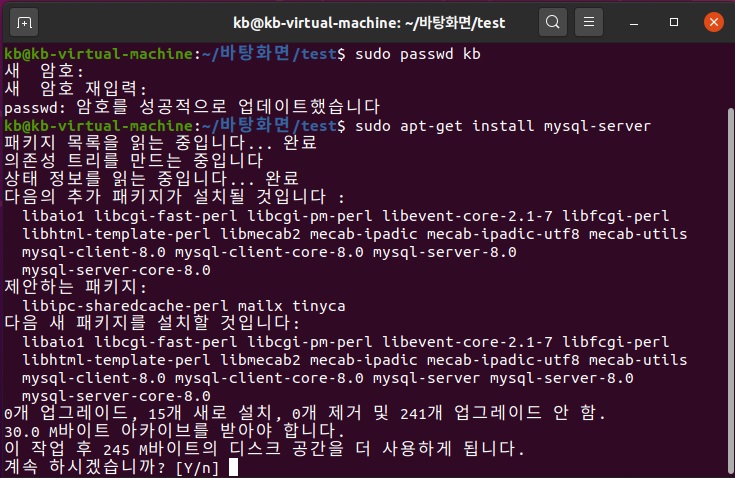 kb@kb-virtual-machine: ~/바탕화면/test
kb@kb-virtual-machine:~/바탕화면/test$ sudo passwd kb
새  암호:
새  암호 재입력:
passwd: 암호를 성공적으로 업데이트했습니다
kb@kb-virtual-machine:~/바탕화면/test$ sudo apt-get install mysql-server
패키지 목록을 읽는 중입니다... 완료
의존성 트리를 만드는 중입니다
상태 정보를 읽는 중입니다... 완료
다음의 추가 패키지가 설치될 것입니다 :
  libaio1 libcgi-fast-perl libcgi-pm-perl libevent-core-2.1-7 libfcgi-perl
  libhtml-template-perl libmecab2 mecab-ipadic mecab-ipadic-utf8 mecab-utils
  mysql-client-8.0 mysql-client-core-8.0 mysql-server-8.0
  mysql-server-core-8.0
제안하는 패키지:
  libipc-sharedcache-perl mailx tinyca
다음 새 패키지를 설치할 것입니다:
  libaio1 libcgi-fast-perl libcgi-pm-perl libevent-core-2.1-7 libfcgi-perl
  libhtml-template-perl libmecab2 mecab-ipadic mecab-ipadic-utf8 mecab-utils
  mysql-client-8.0 mysql-client-core-8.0 mysql-server mysql-server-8.0
  mysql-server-core-8.0
0개 업그레이드, 15개 새로 설치, 0개 제거 및 241개 업그레이드 안 함.
30.0 M바이트 아카이브를 받아야 합니다.
이 작업 후 245 M바이트의 디스크 공간을 더 사용하게 됩니다.
계속 하시겠습니까? [Y/n]